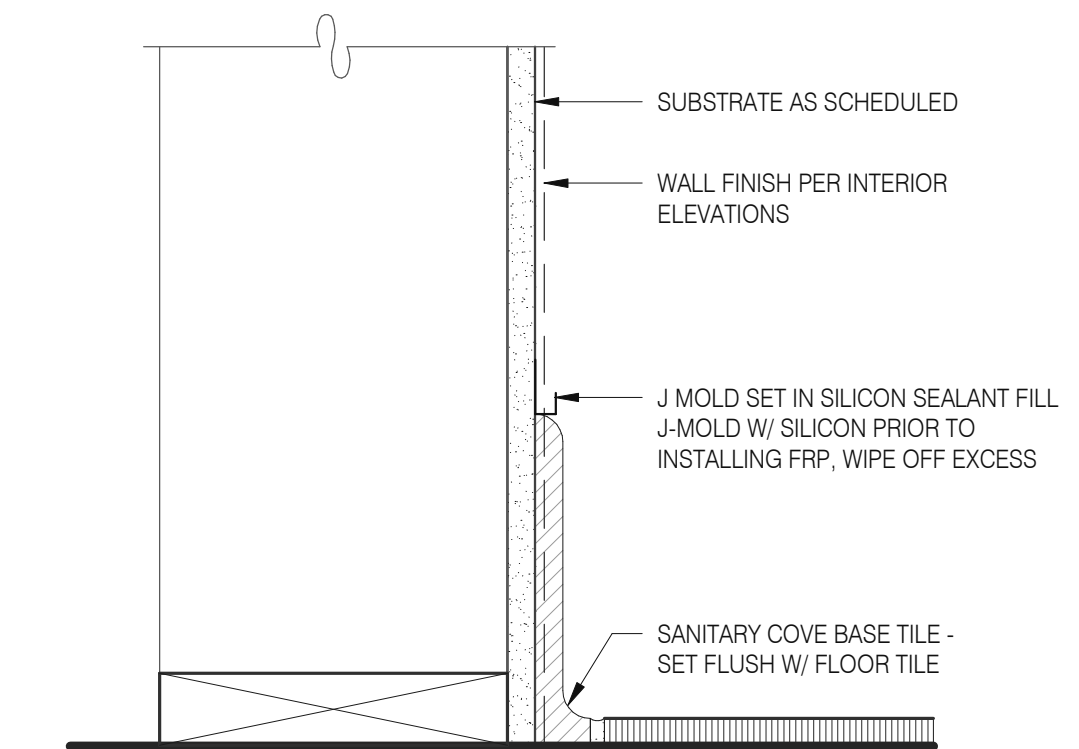 SUBSTRATE AS SCHEDULED
WALL FINISH PER INTERIOR
ELEVATIONS
J MOLD SET IN SILICON SEALANT FILL
J-MOLD W/ SILICON PRIOR TO
INSTALLING FRP, WIPE OFF EXCESS
SANITARY COVE BASE TILE -
SET FLUSH W/ FLOOR TILE